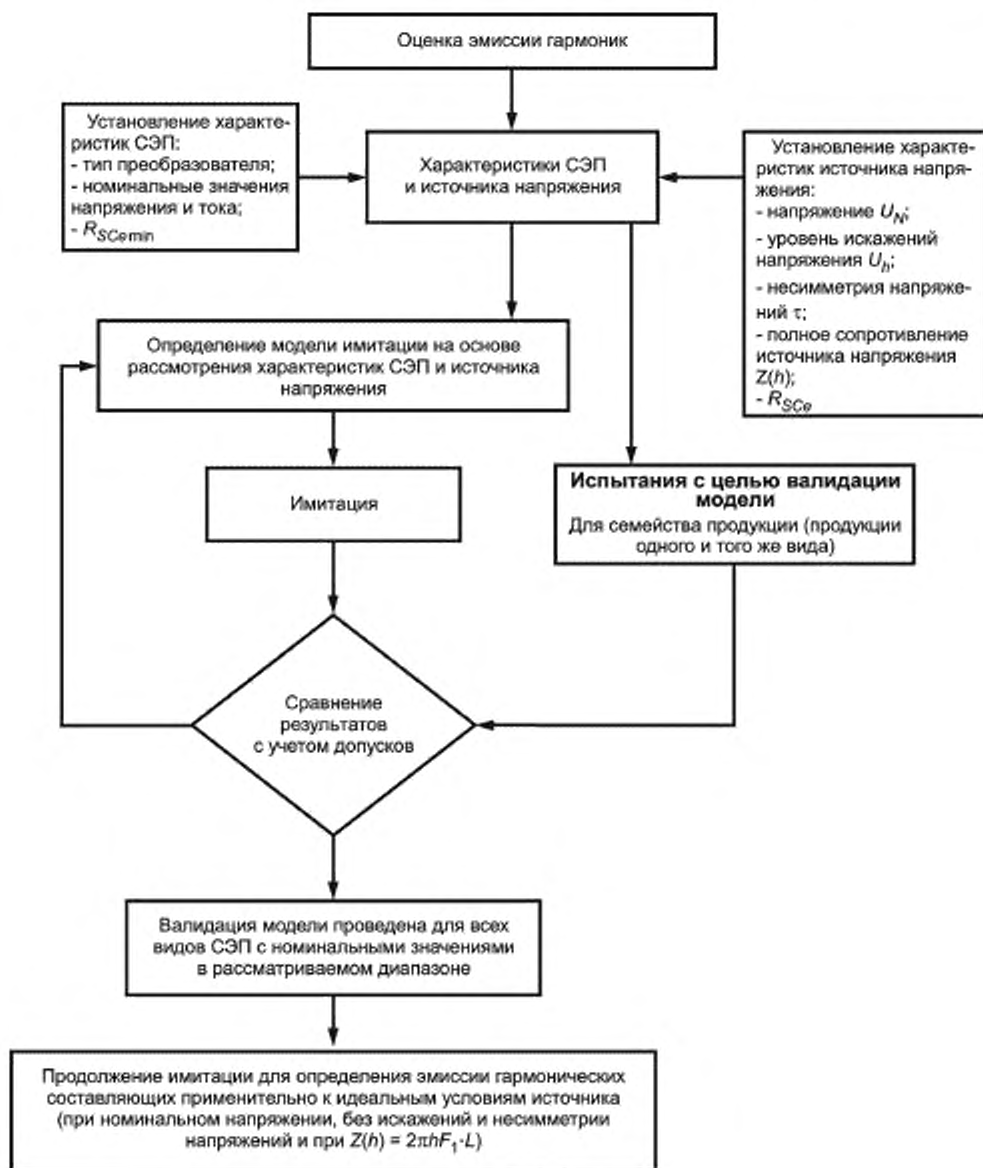 Оценка эмиссии гармоник
Установление характе-
ристик СЭП:
- тип преобразователя;
- номинальные значения
напряжения и тока;
- R_SCemin
Характеристики СЭП
и источника напряжения
Установление характе-
ристик источника напря-
жения:
- напряжение U_N;
- уровень искажений
напряжения U_h;
- несимметрия напряже-
ний τ;
- полное сопротивление
источника напряжения
Z(h);
- R_SCe
Определение модели имитации на основе
рассмотрения характеристик СЭП и источника
напряжения
Имитация
Испытания с целью валидации
модели
Для семейства продукции (продукции
одного и того же вида)
Сравнение
результатов
с учетом допусков
Валидация модели проведена для всех
видов СЭП с номинальными значениями
в рассматриваемом диапазоне
Продолжение имитации для определения эмиссии гармонических
составляющих применительно к идеальным условиям источника
(при номинальном напряжении, без искажений и несимметрии
напряжений и при Z(h) = 2πhF₁·L)